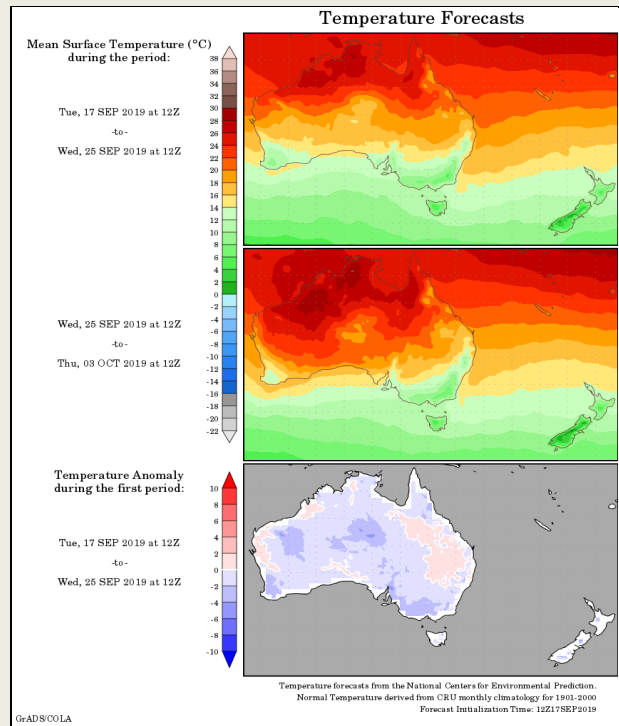 Temperature Forecasts
Mean Surface Temperature (°C)
during the period:
38
36
34
32
30
28
26
24
22
20
18
16
14
12
10
8
6
4
2
0
-2
-4
-6
-8
-10
-12
-14
-16
-18
-20
-22
Tue, 17 SEP 2019 at 12Z
-to-
Wed, 25 SEP 2019 at 12Z
Wed, 25 SEP 2019 at 12Z
-to-
Thu, 03 OCT 2019 at 12Z
Temperature Anomaly
during the first period:
10
8
6
4
2
0
-2
-4
-6
-8
-10
Tue, 17 SEP 2019 at 12Z
-to-
Wed, 25 SEP 2019 at 12Z
Temperature forecasts from the National Centers for Environmental Prediction.
Normal Temperature derived from CRU monthly climatology for 1901-2000
Forecast Initialization Time: 12Z17SEP2019
GrADS/COLA